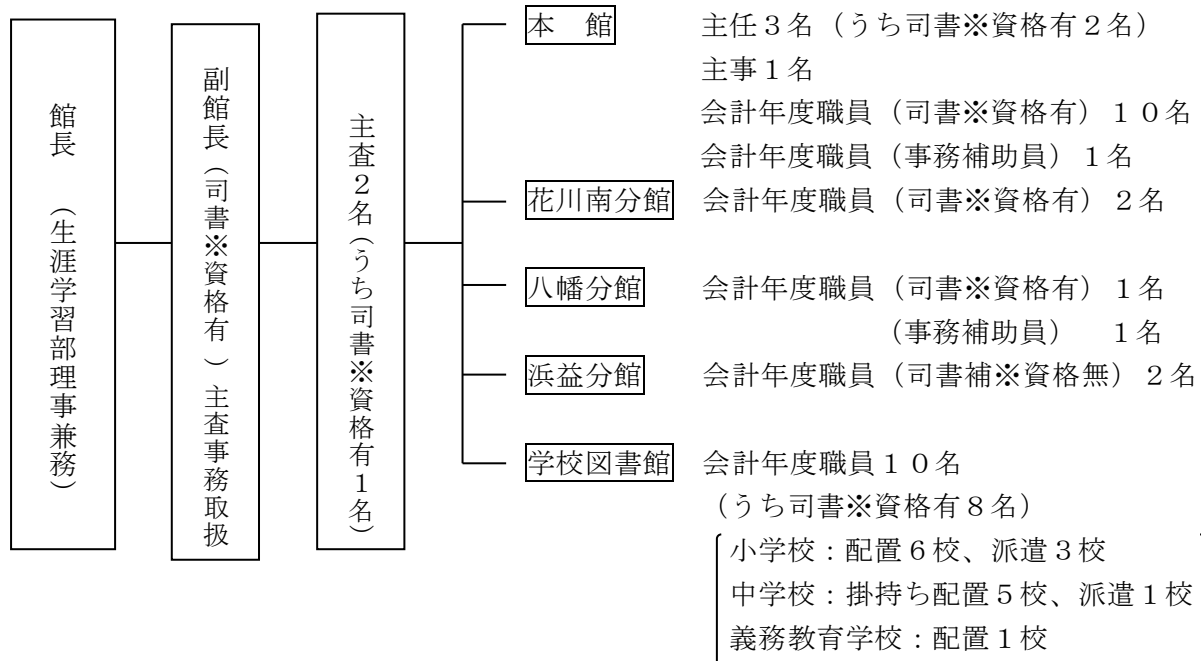 館長　（生涯学習部理事兼務）
副館長（司書※資格有）主査事務取扱
主査２名（うち司書※資格有１名）
本　館　主任３名（うち司書※資格有２名）
主事１名
会計年度職員（司書※資格有）１０名
会計年度職員（事務補助員）１名
花川南分館　会計年度職員（司書※資格有）２名
八幡分館　会計年度職員（司書※資格有）１名
（事務補助員）　１名
浜益分館　会計年度職員（司書補※資格無）２名
学校図書館　会計年度職員１０名
（うち司書※資格有８名）
小学校：配置６校、派遣３校
中学校：掛持ち配置５校、派遣１校
義務教育学校：配置１校